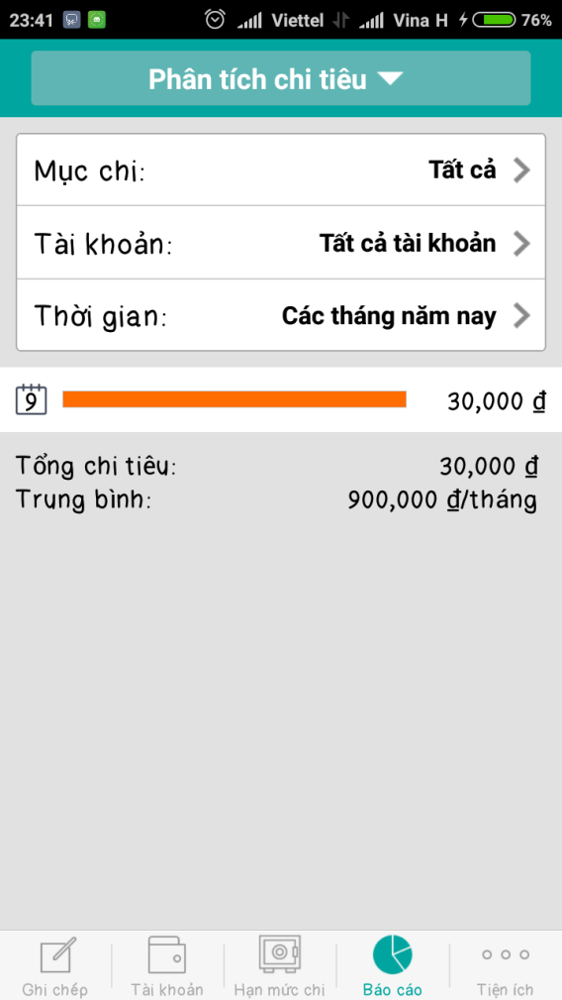 23:41 Viettel Vina H 76%
Phân tích chi tiêu
Mục chi: Tất cả
Tài khoản: Tất cả tài khoản
Thời gian: Các tháng năm nay
9 30,000 đ
Tổng chi tiêu: 30,000 đ
Trung bình: 900,000 đ/tháng
Ghi chép Tài khoản Hạn mức chi Báo cáo Tiện ích